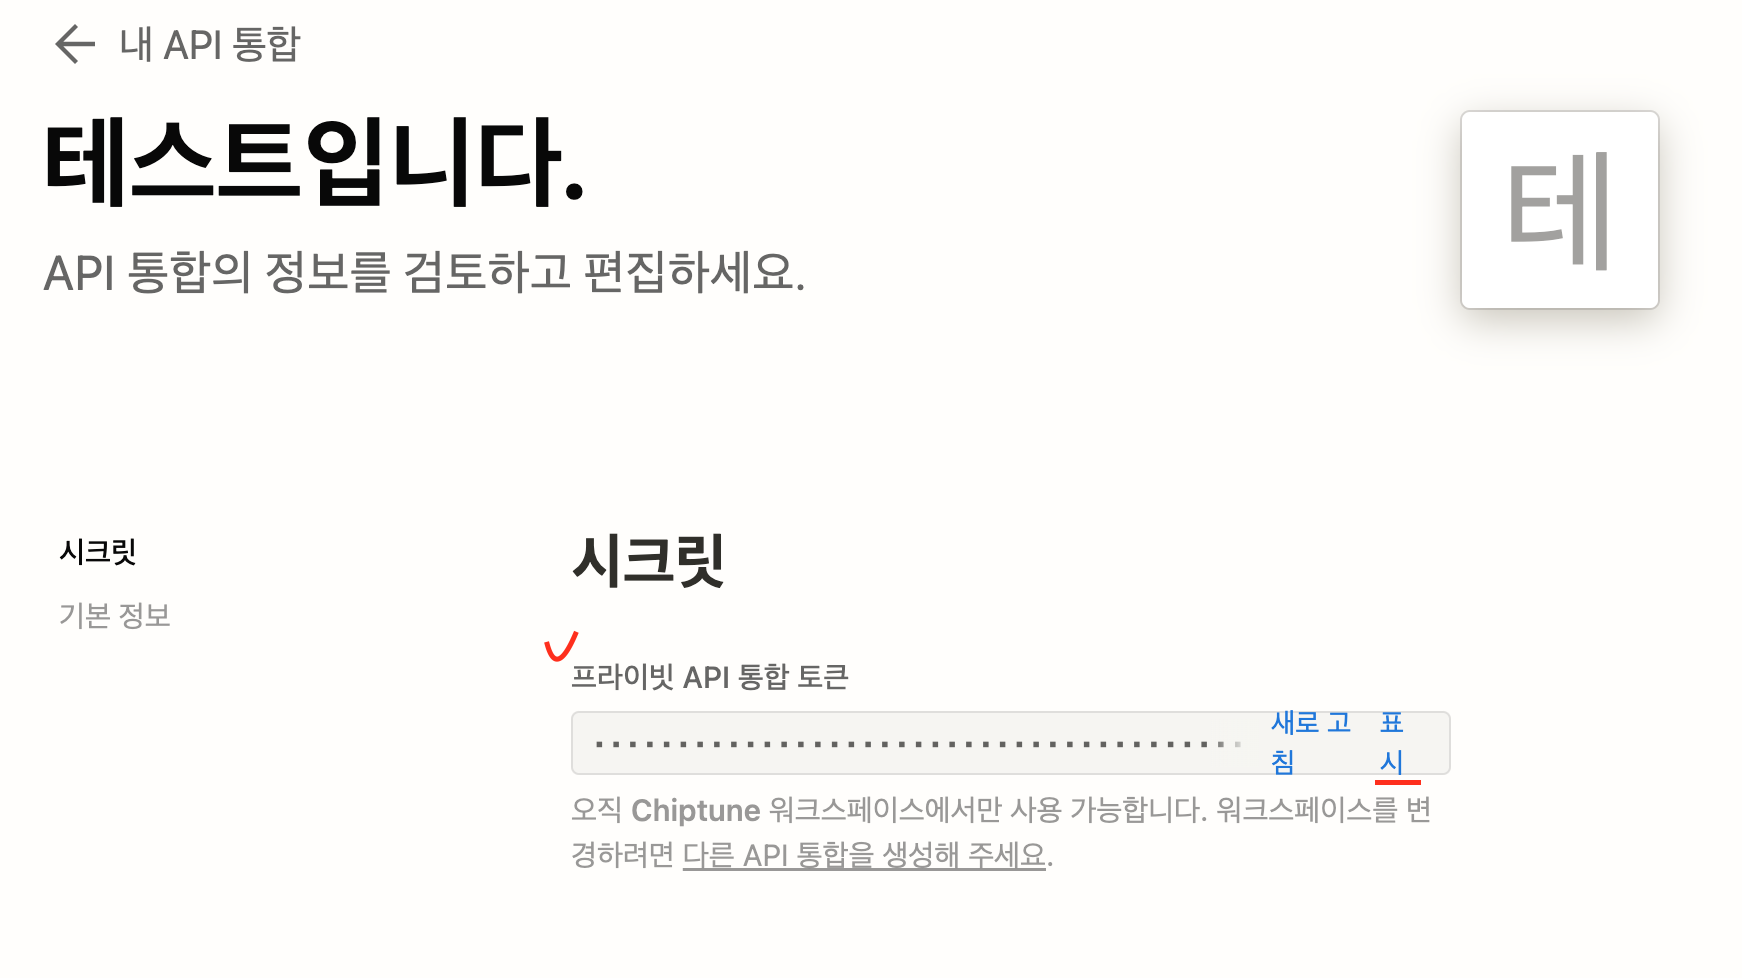 내 API 통합
테스트입니다.
테
API 통합의 정보를 검토하고 편집하세요.
시크릿
기본 정보
시크릿
프라이빗 API 통합 토큰
새로 고
침
표
시
오직 Chiptune 워크스페이스에서만 사용 가능합니다. 워크스페이스를 변
경하려면 다른 API 통합을 생성해 주세요.